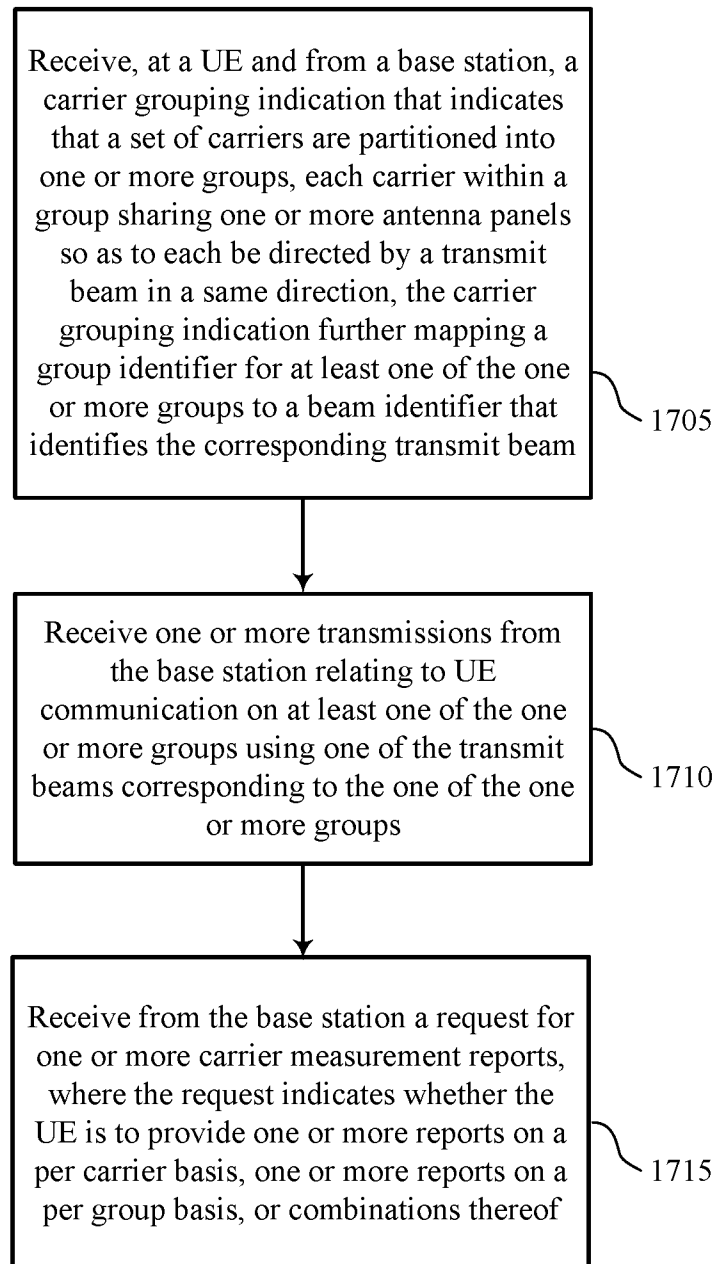 Receive, at a UE and from a base station, a
carrier grouping indication that indicates
that a set of carriers are partitioned into
one or more groups, each carrier within a
group sharing one or more antenna panels
so as to each be directed by a transmit
beam in a same direction, the carrier
grouping indication further mapping a
group identifier for at least one of the one
or more groups to a beam identifier that
identifies the corresponding transmit beam
1705
Receive one or more transmissions from
the base station relating to UE
communication on at least one of the one
or more groups using one of the transmit
beams corresponding to the one of the one
or more groups
1710
Receive from the base station a request for
one or more carrier measurement reports,
where the request indicates whether the
UE is to provide one or more reports on a
per carrier basis, one or more reports on a
per group basis, or combinations thereof
1715